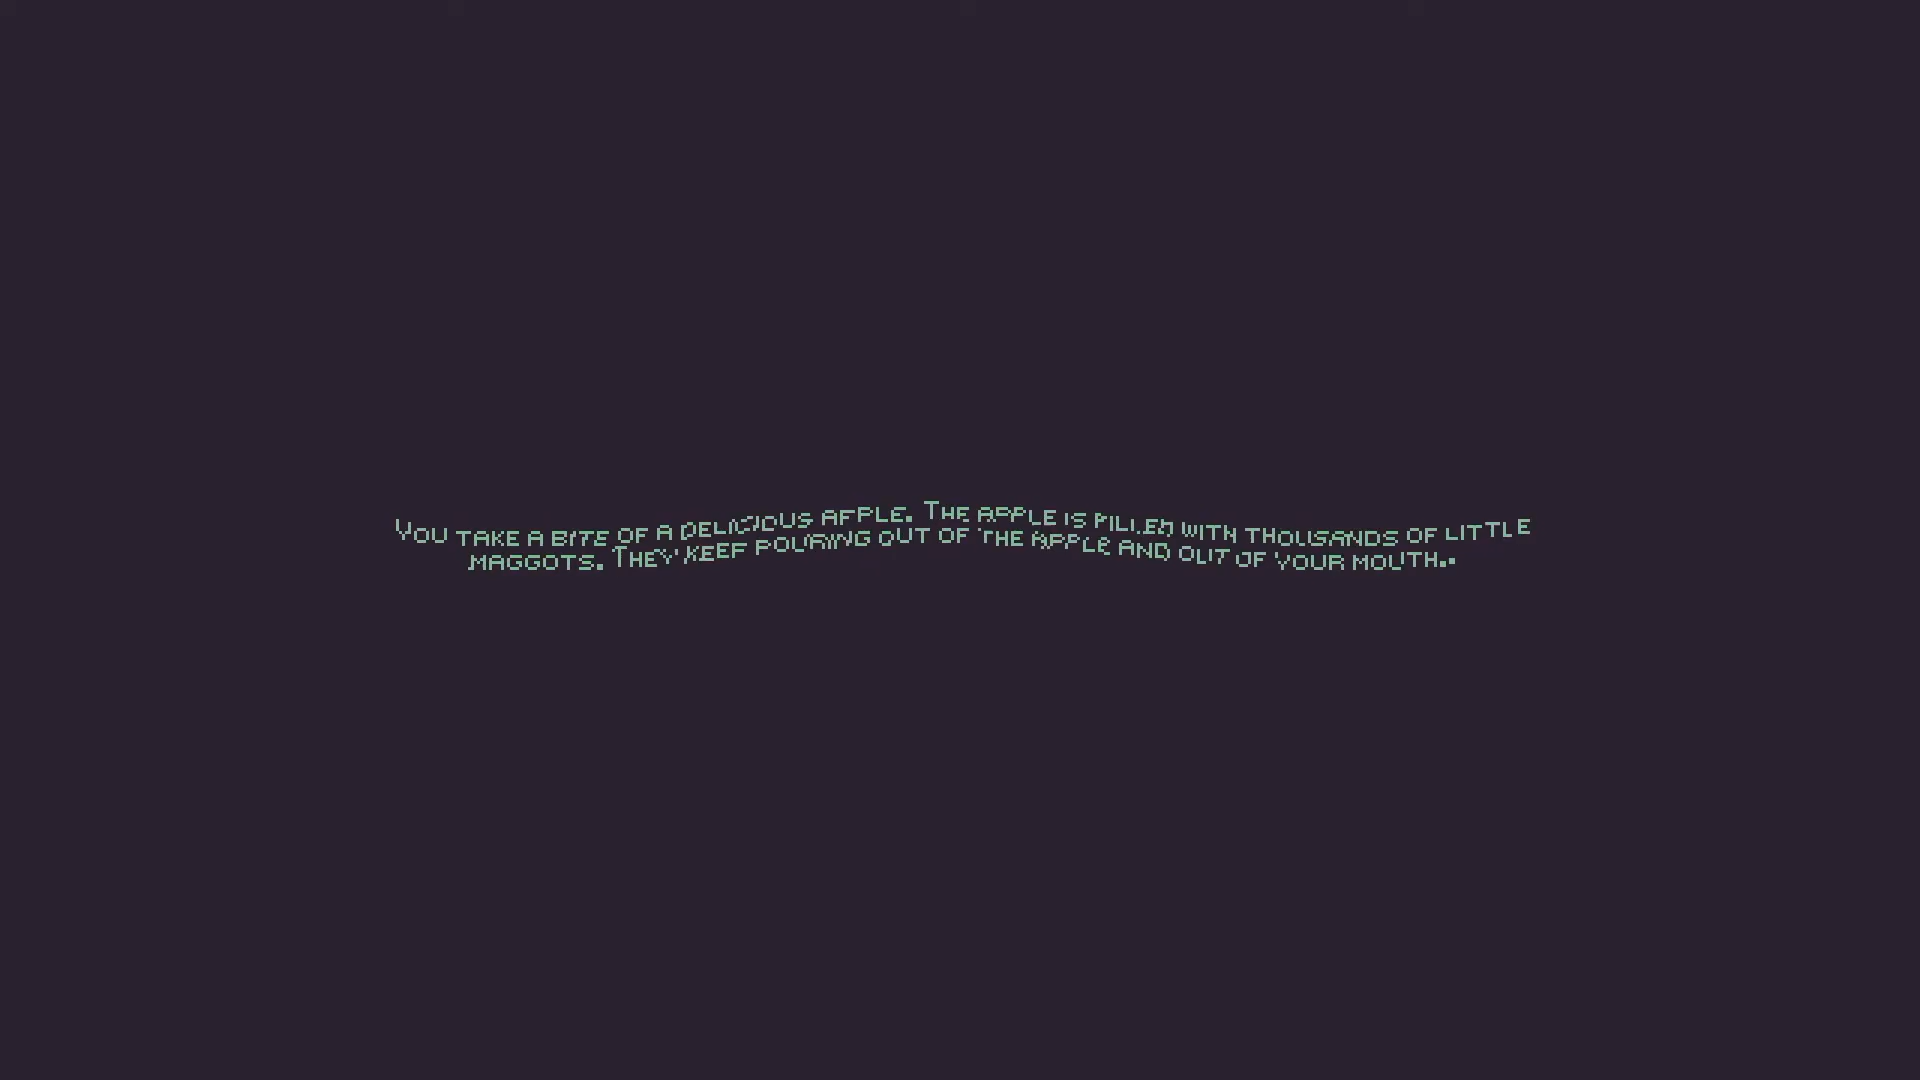 You take a bite of a delicious apple. The apple is filled with thousands of little
maggots. They keep pouring out of the apple and out of your mouth..